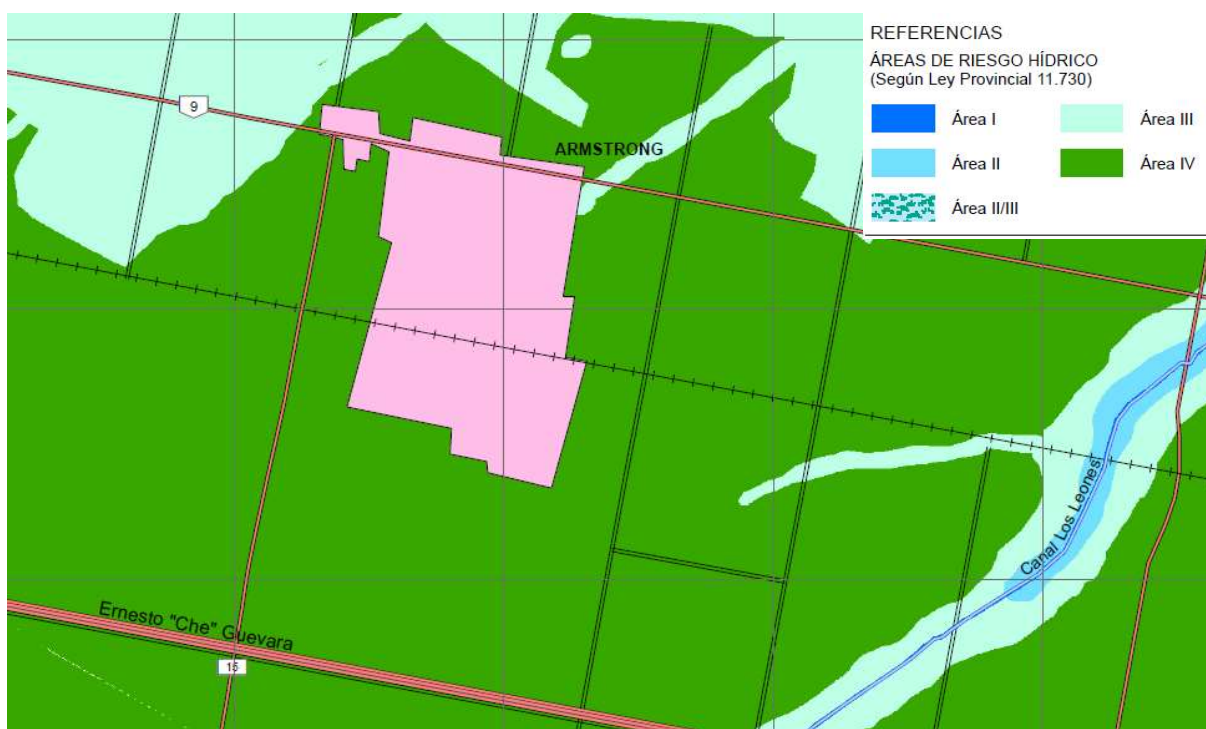 REFERENCIAS
ÁREAS DE RIESGO HÍDRICO
(Según Ley Provincial 11.730)
Área I
Área III
Área II
Área IV
Área II/III
9
ARMSTRONG
Canal Los Leones
Ernesto "Che" Guevara
15